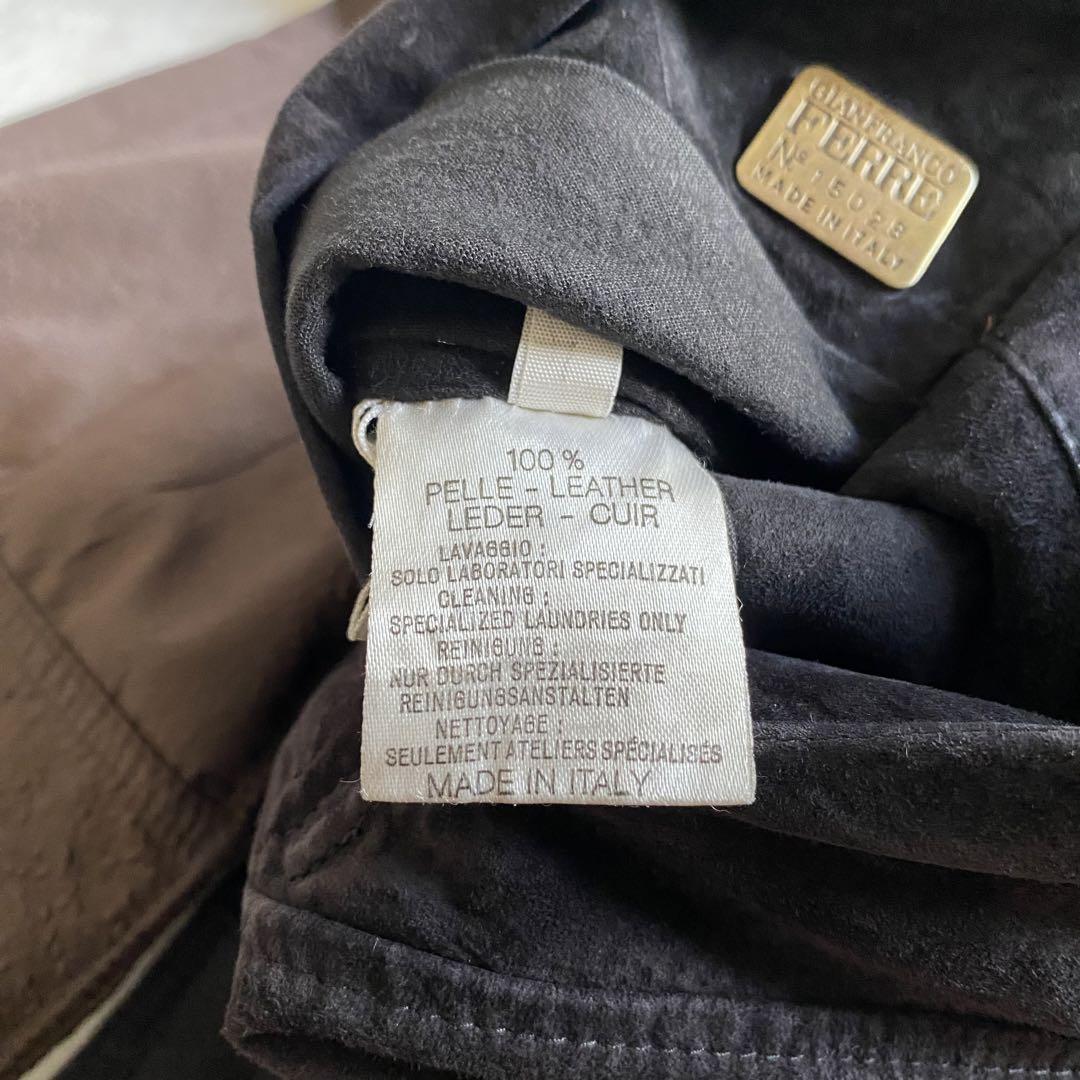 GIANFRANCO
FERRE
Nº 15028
MADE IN ITALY
100 %
PELLE - LEATHER
LEDER - CUIR
LAVAGGIO :
SOLO LABORATORI SPECIALIZZATI
CLEANING :
SPECIALIZED LAUNDRIES ONLY
REINIGUNG :
NUR DURCH SPEZIALISIERTE
REINIGUNGSANSTALTEN
NETTOYAGE :
SEULEMENT ATELIERS SPÉCIALISÉS
MADE IN ITALY